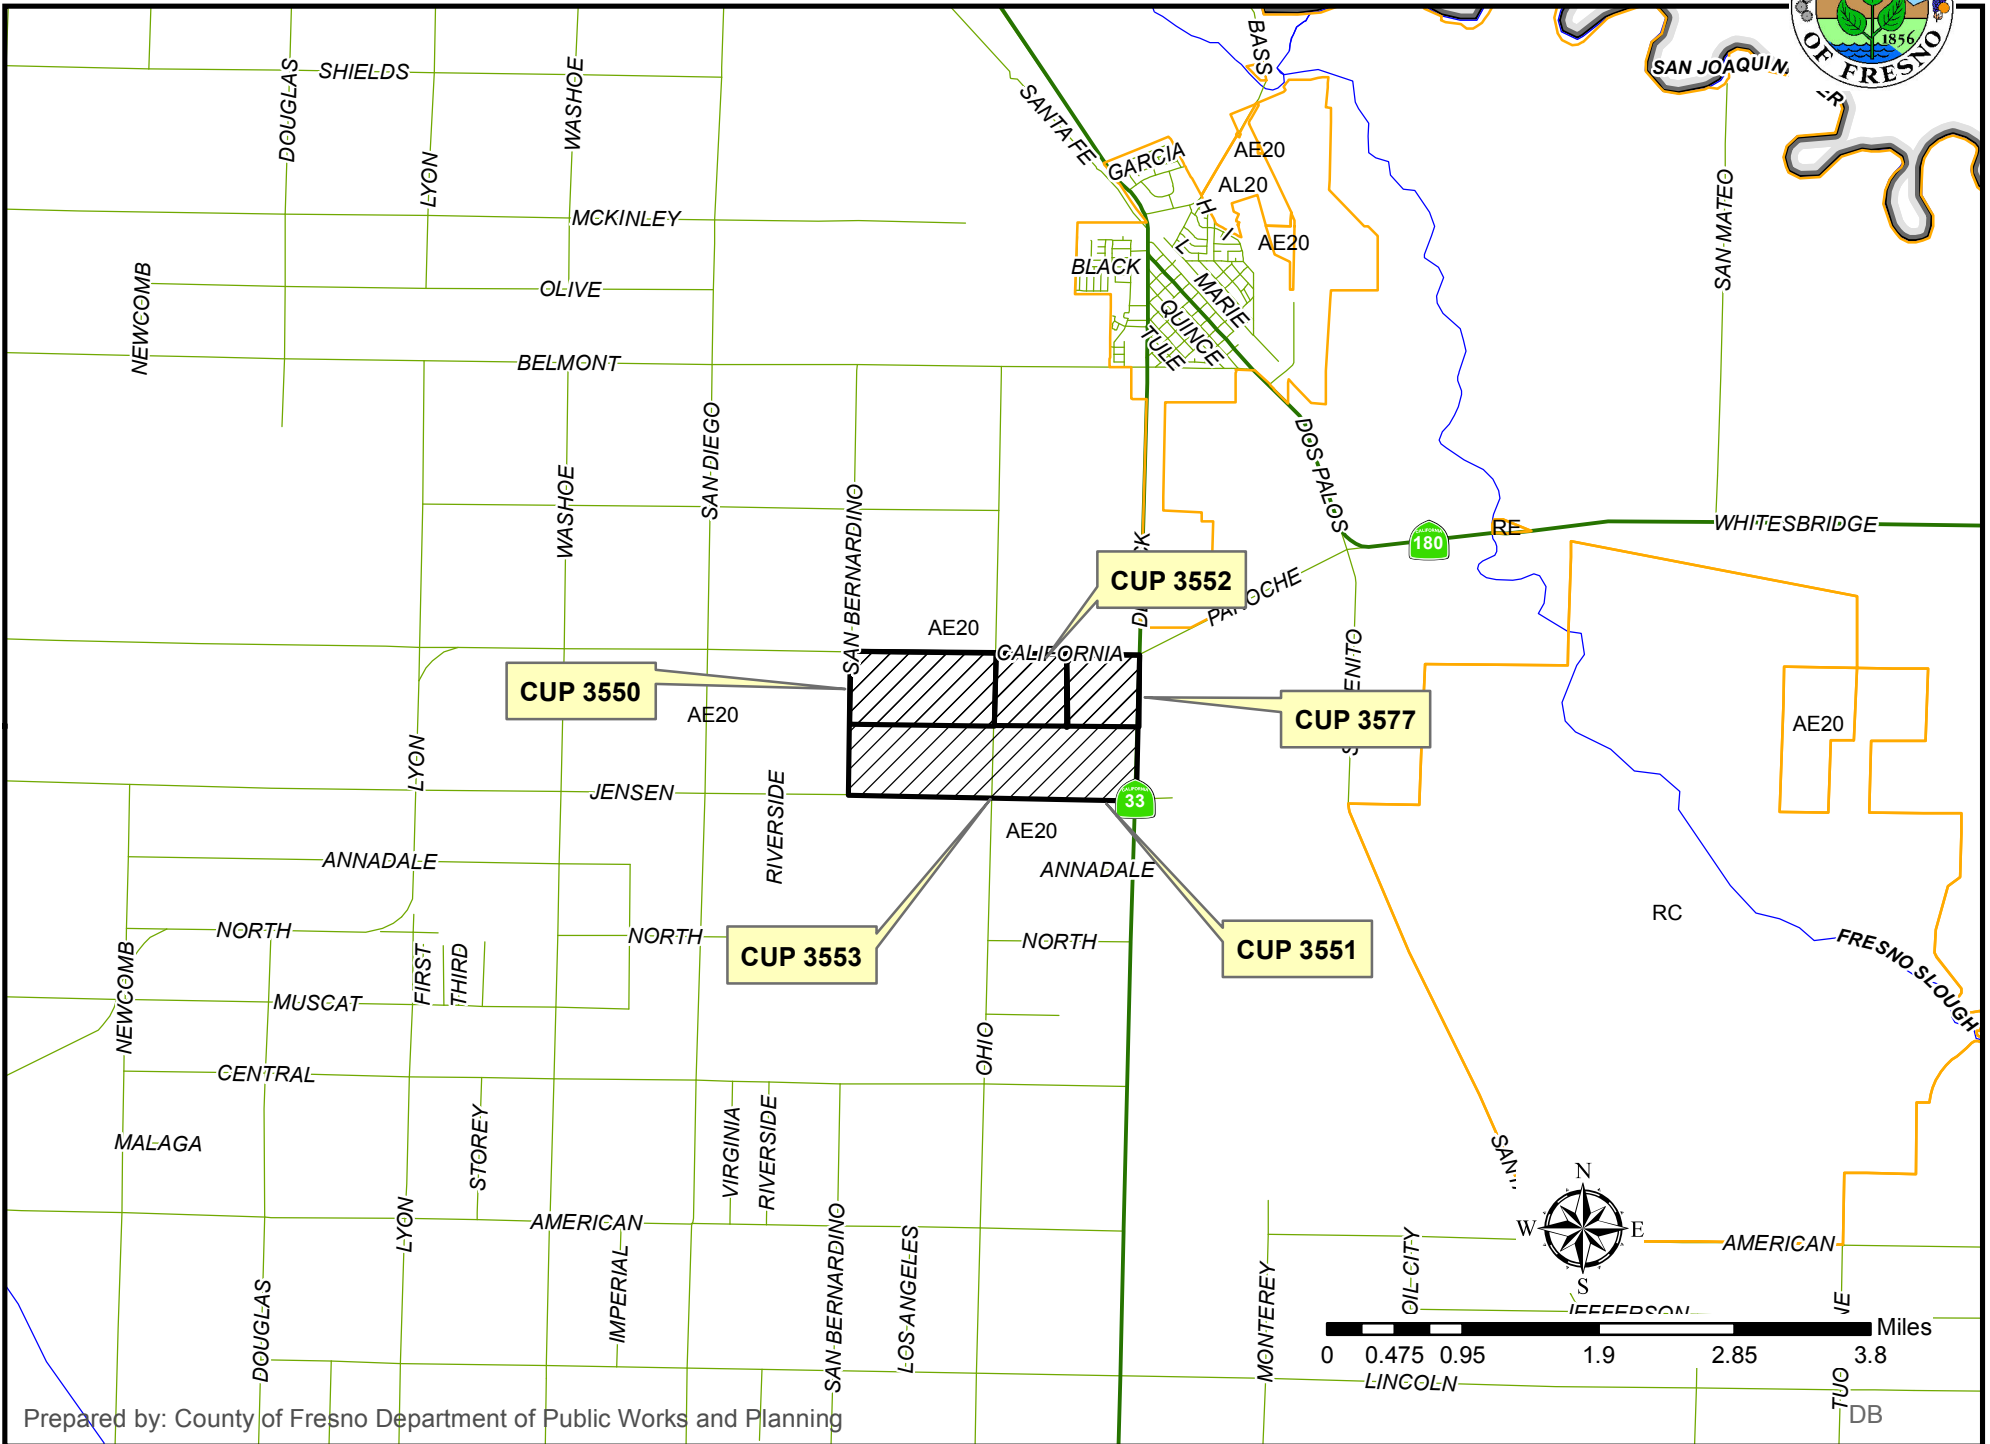 BASS
1856
OF FRESNO
SHIELDS
DOUGLAS
WASHOE
LYON
SANTA FE
GARCIA
AE20
AL20
HILL
AE20
SAN JOAQUIN
SAN MATEO
MCKINLEY
NEWCOMB
OLIVE
BLACK
MARIE
QUINCE
TULE
BELMONT
SAN DIEGO
WASHOE
SAN BERNARDINO
DOS PALOS
CALIFORNIA
180
RE
WHITESBRIDGE
CUP 3552
PANOCHE
AE20
CALIFORNIA
CUP 3550
AE20
CUP 3577
AE20
LYON
JENSEN
RIVERSIDE
CALIFORNIA
33
AE20
ANNADALE
ANNADALE
RC
NORTH
NORTH
NORTH
CUP 3553
CUP 3551
FRESNO SLOUGH
NEWCOMB
FIRST
THIRD
MUSCAT
OHIO
CENTRAL
MALAGA
STOREY
VIRGINIA
RIVERSIDE
N
W
E
S
LYON
AMERICAN
AMERICAN
DOUGLAS
IMPERIAL
SAN BERNARDINO
LOS ANGELES
MONTEREY
OIL CITY
JEFFERSON
Miles
0 0.475 0.95 1.9 2.85 3.8
LINCOLN
Prepared by: County of Fresno Department of Public Works and Planning
DB